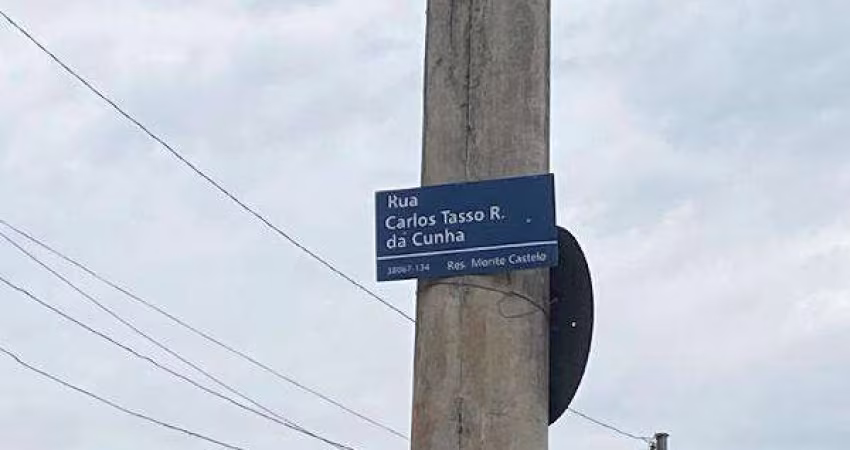 Rua
Carlos Tasso R.
da Cunha
38067-134 Res. Monte Castelo